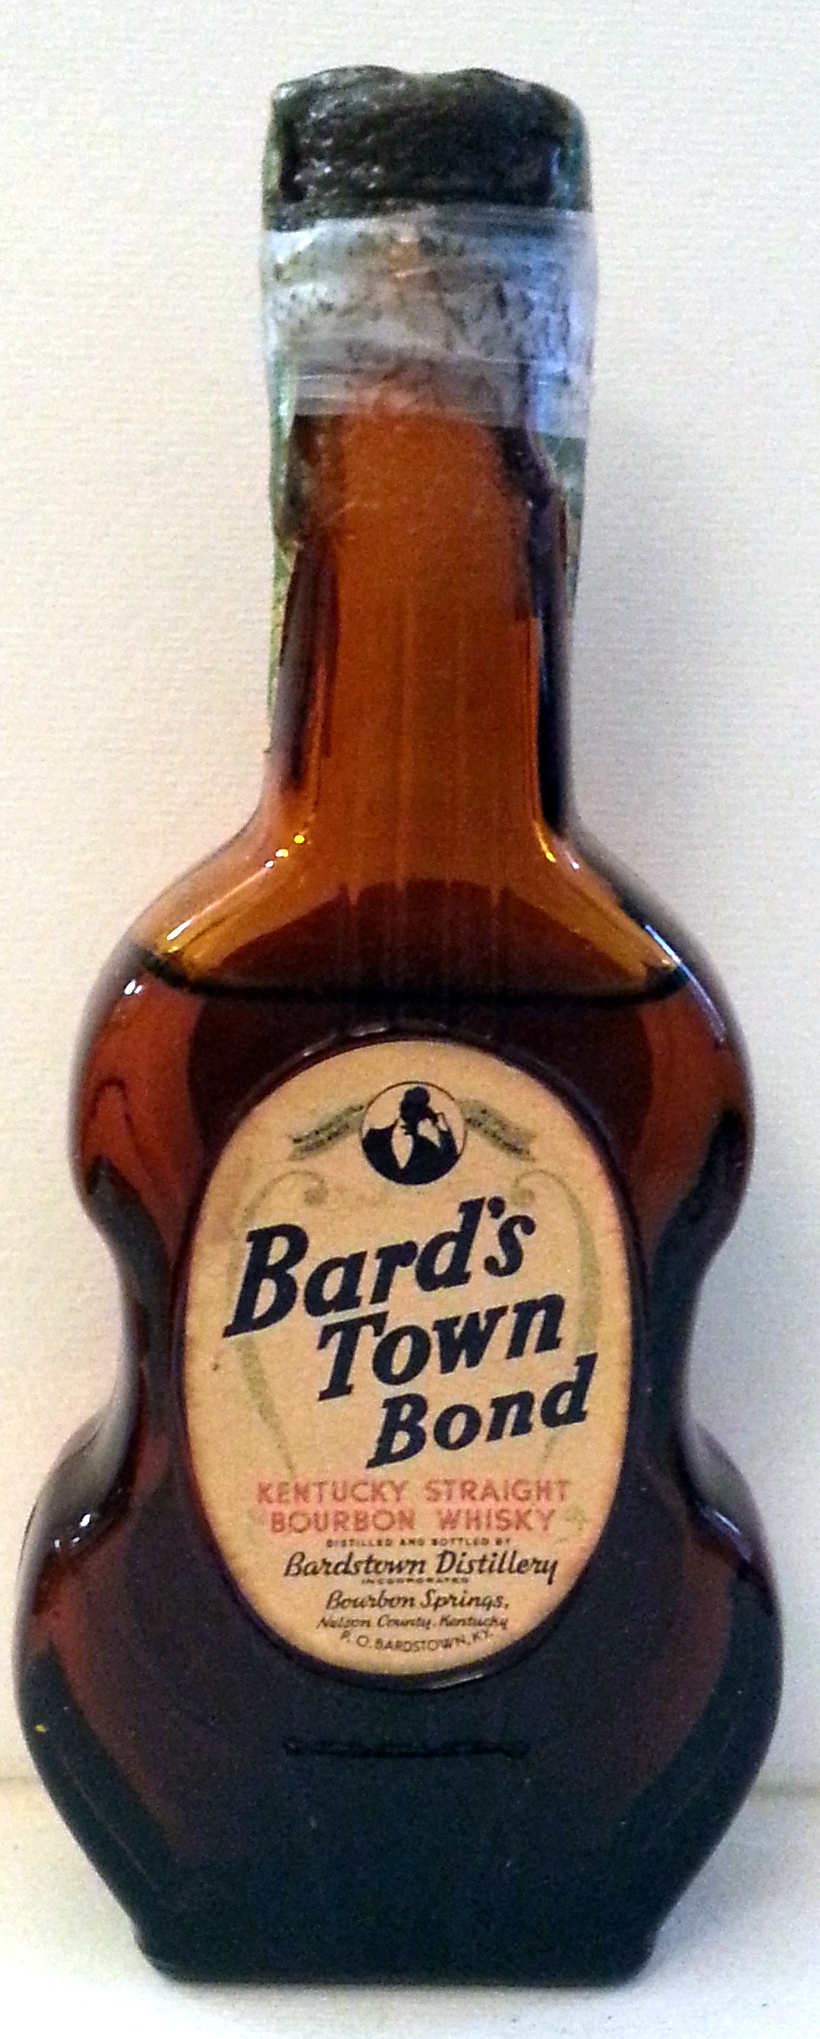 Bard's
Town
Bond
KENTUCKY STRAIGHT
BOURBON WHISKY
DISTILLED AND BOTTLED BY
Bardstown Distillery
INCORPORATED
Bourbon Springs,
Nelson County, Kentucky
P. O. BARDSTOWN, KY.